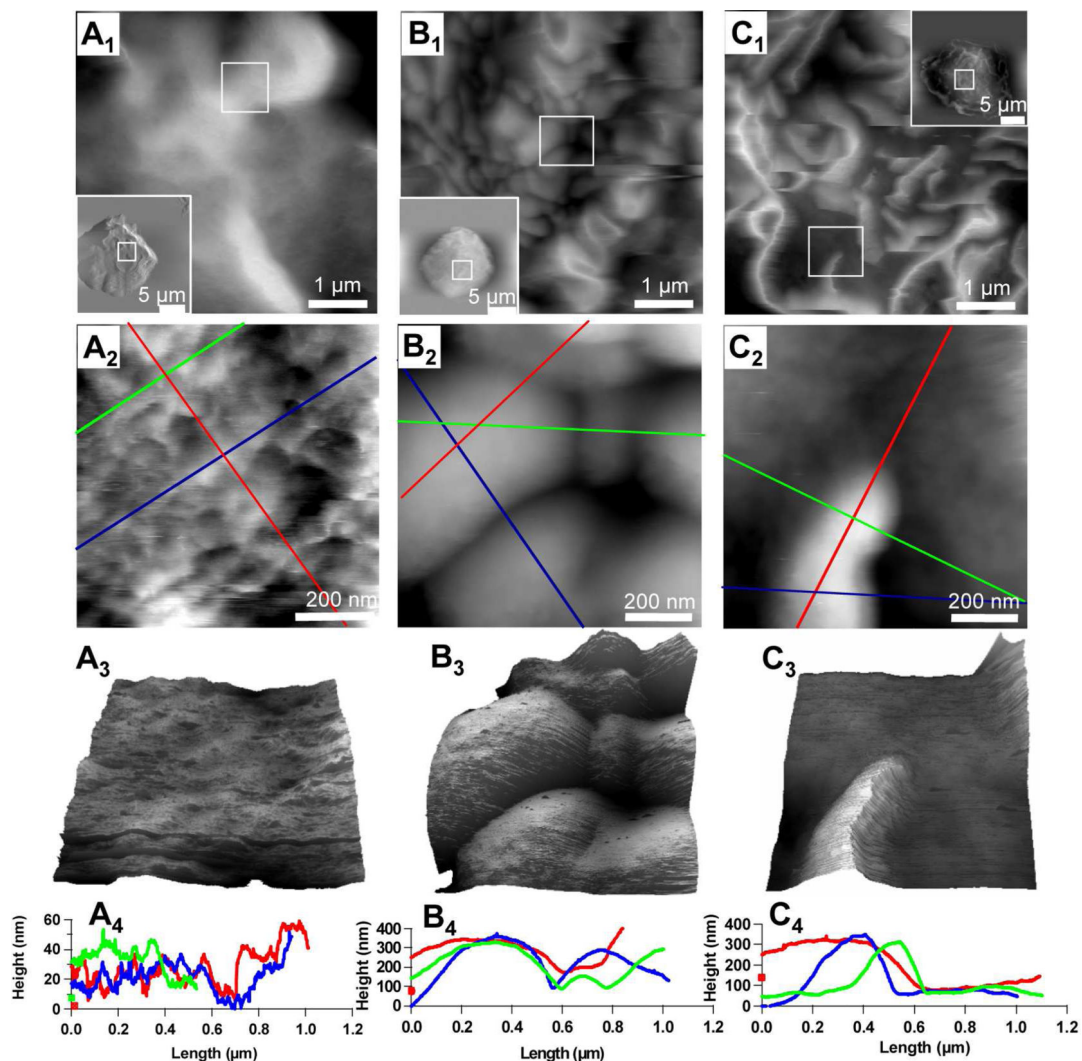 A1
B1
C1
5 µm
5 µm
5 µm
1 µm
1 µm
1 µm
A2
B2
C2
200 nm
200 nm
200 nm
A3
B3
C3
A4
B4
C4
Height (nm)
60
40
20
0
0.0 0.2 0.4 0.6 0.8 1.0 1.2
Length (µm)
Height (nm)
400
300
200
100
0
0.0 0.2 0.4 0.6 0.8 1.0 1.2
Length (µm)
Height (nm)
400
300
200
100
0
0.0 0.2 0.4 0.6 0.8 1.0 1.2
Length (µm)